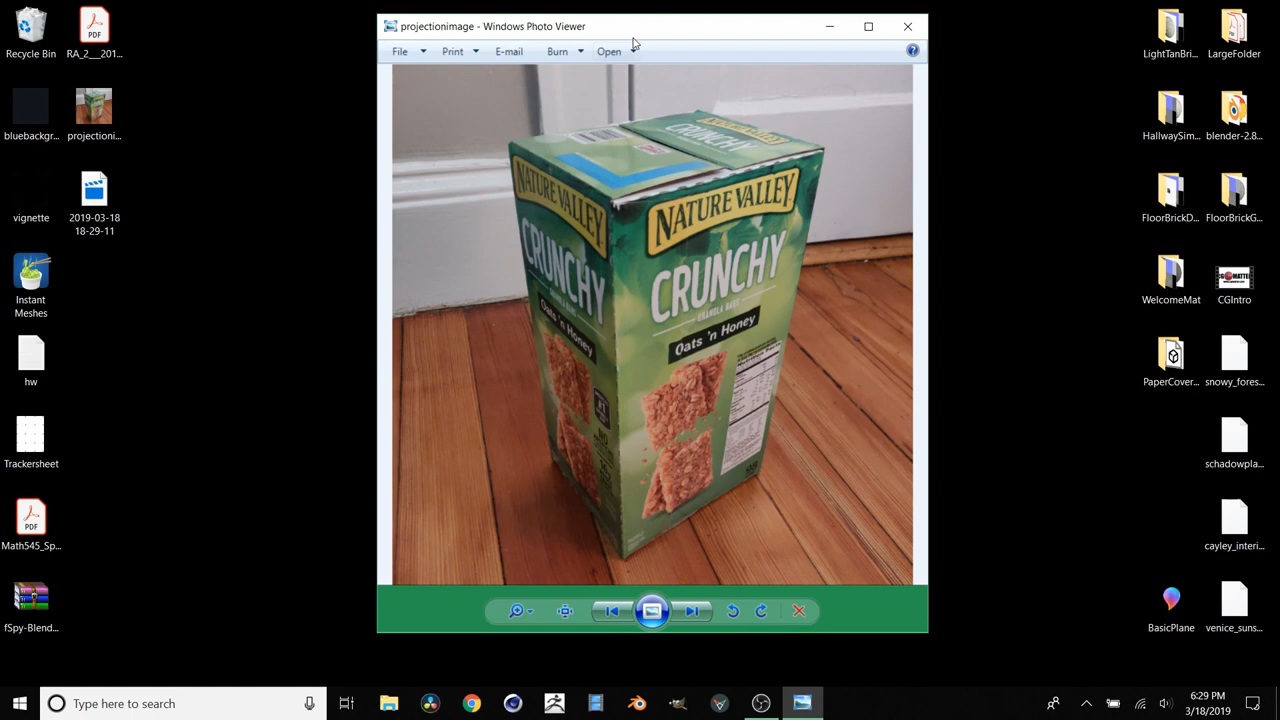 projectionimage - Windows Photo Viewer
File
Print
E-mail
Burn
Open
Recycle Bin
RA_2__201...
bluebackgr...
projectioni...
vignette
2019-03-18
18-29-11
Instant
Meshes
hw
Trackersheet
Math545_Sp...
fSpy-Blend...
NATURE VALLEY
CRUNCHY
Oats 'n Honey
CRUNCHY
NATURE VALLEY
CRUNCHY
GRANOLA BARS
Oats 'n Honey
LightTanBri...
LargeFolder
HallwaySim...
blender-2.8...
FloorBrickD...
FloorBrickG...
WelcomeMat
CGIntro
PaperCover...
snowy_fores...
schadowpla...
cayley_interi...
BasicPlane
venice_suns...
Type here to search
6:29 PM
3/18/2019